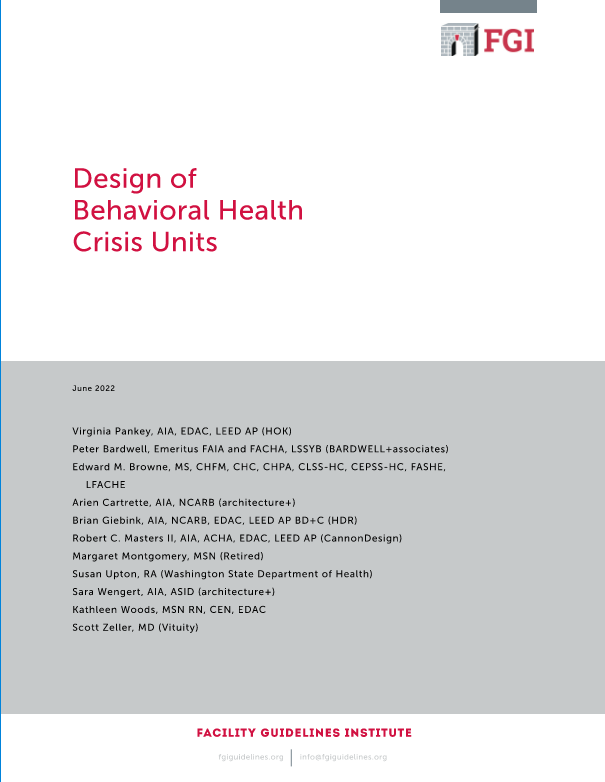 FGI
Design of
Behavioral Health
Crisis Units
June 2022
Virginia Pankey, AIA, EDAC, LEED AP (HOK)
Peter Bardwell, Emeritus FAIA and FACHA, LSSYB (BARDWELL+associates)
Edward M. Browne, MS, CHFM, CHC, CHPA, CLSS-HC, CEPSS-HC, FASHE,
LFACHE
Arien Cartrette, AIA, NCARB (architecture+)
Brian Giebink, AIA, NCARB, EDAC, LEED AP BD+C (HDR)
Robert C. Masters II, AIA, ACHA, EDAC, LEED AP (CannonDesign)
Margaret Montgomery, MSN (Retired)
Susan Upton, RA (Washington State Department of Health)
Sara Wengert, AIA, ASID (architecture+)
Kathleen Woods, MSN RN, CEN, EDAC
Scott Zeller, MD (Vituity)
FACILITY GUIDELINES INSTITUTE
fgiguidelines.org | info@fgiguidelines.org